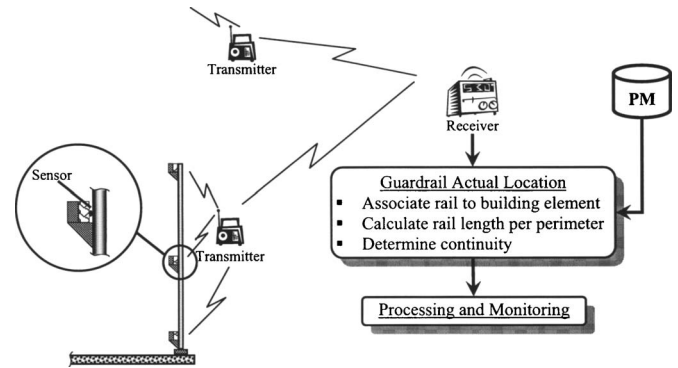 Transmitter
Receiver
PM
Sensor
Transmitter
Guardrail Actual Location
▪ Associate rail to building element
▪ Calculate rail length per perimeter
▪ Determine continuity
Processing and Monitoring